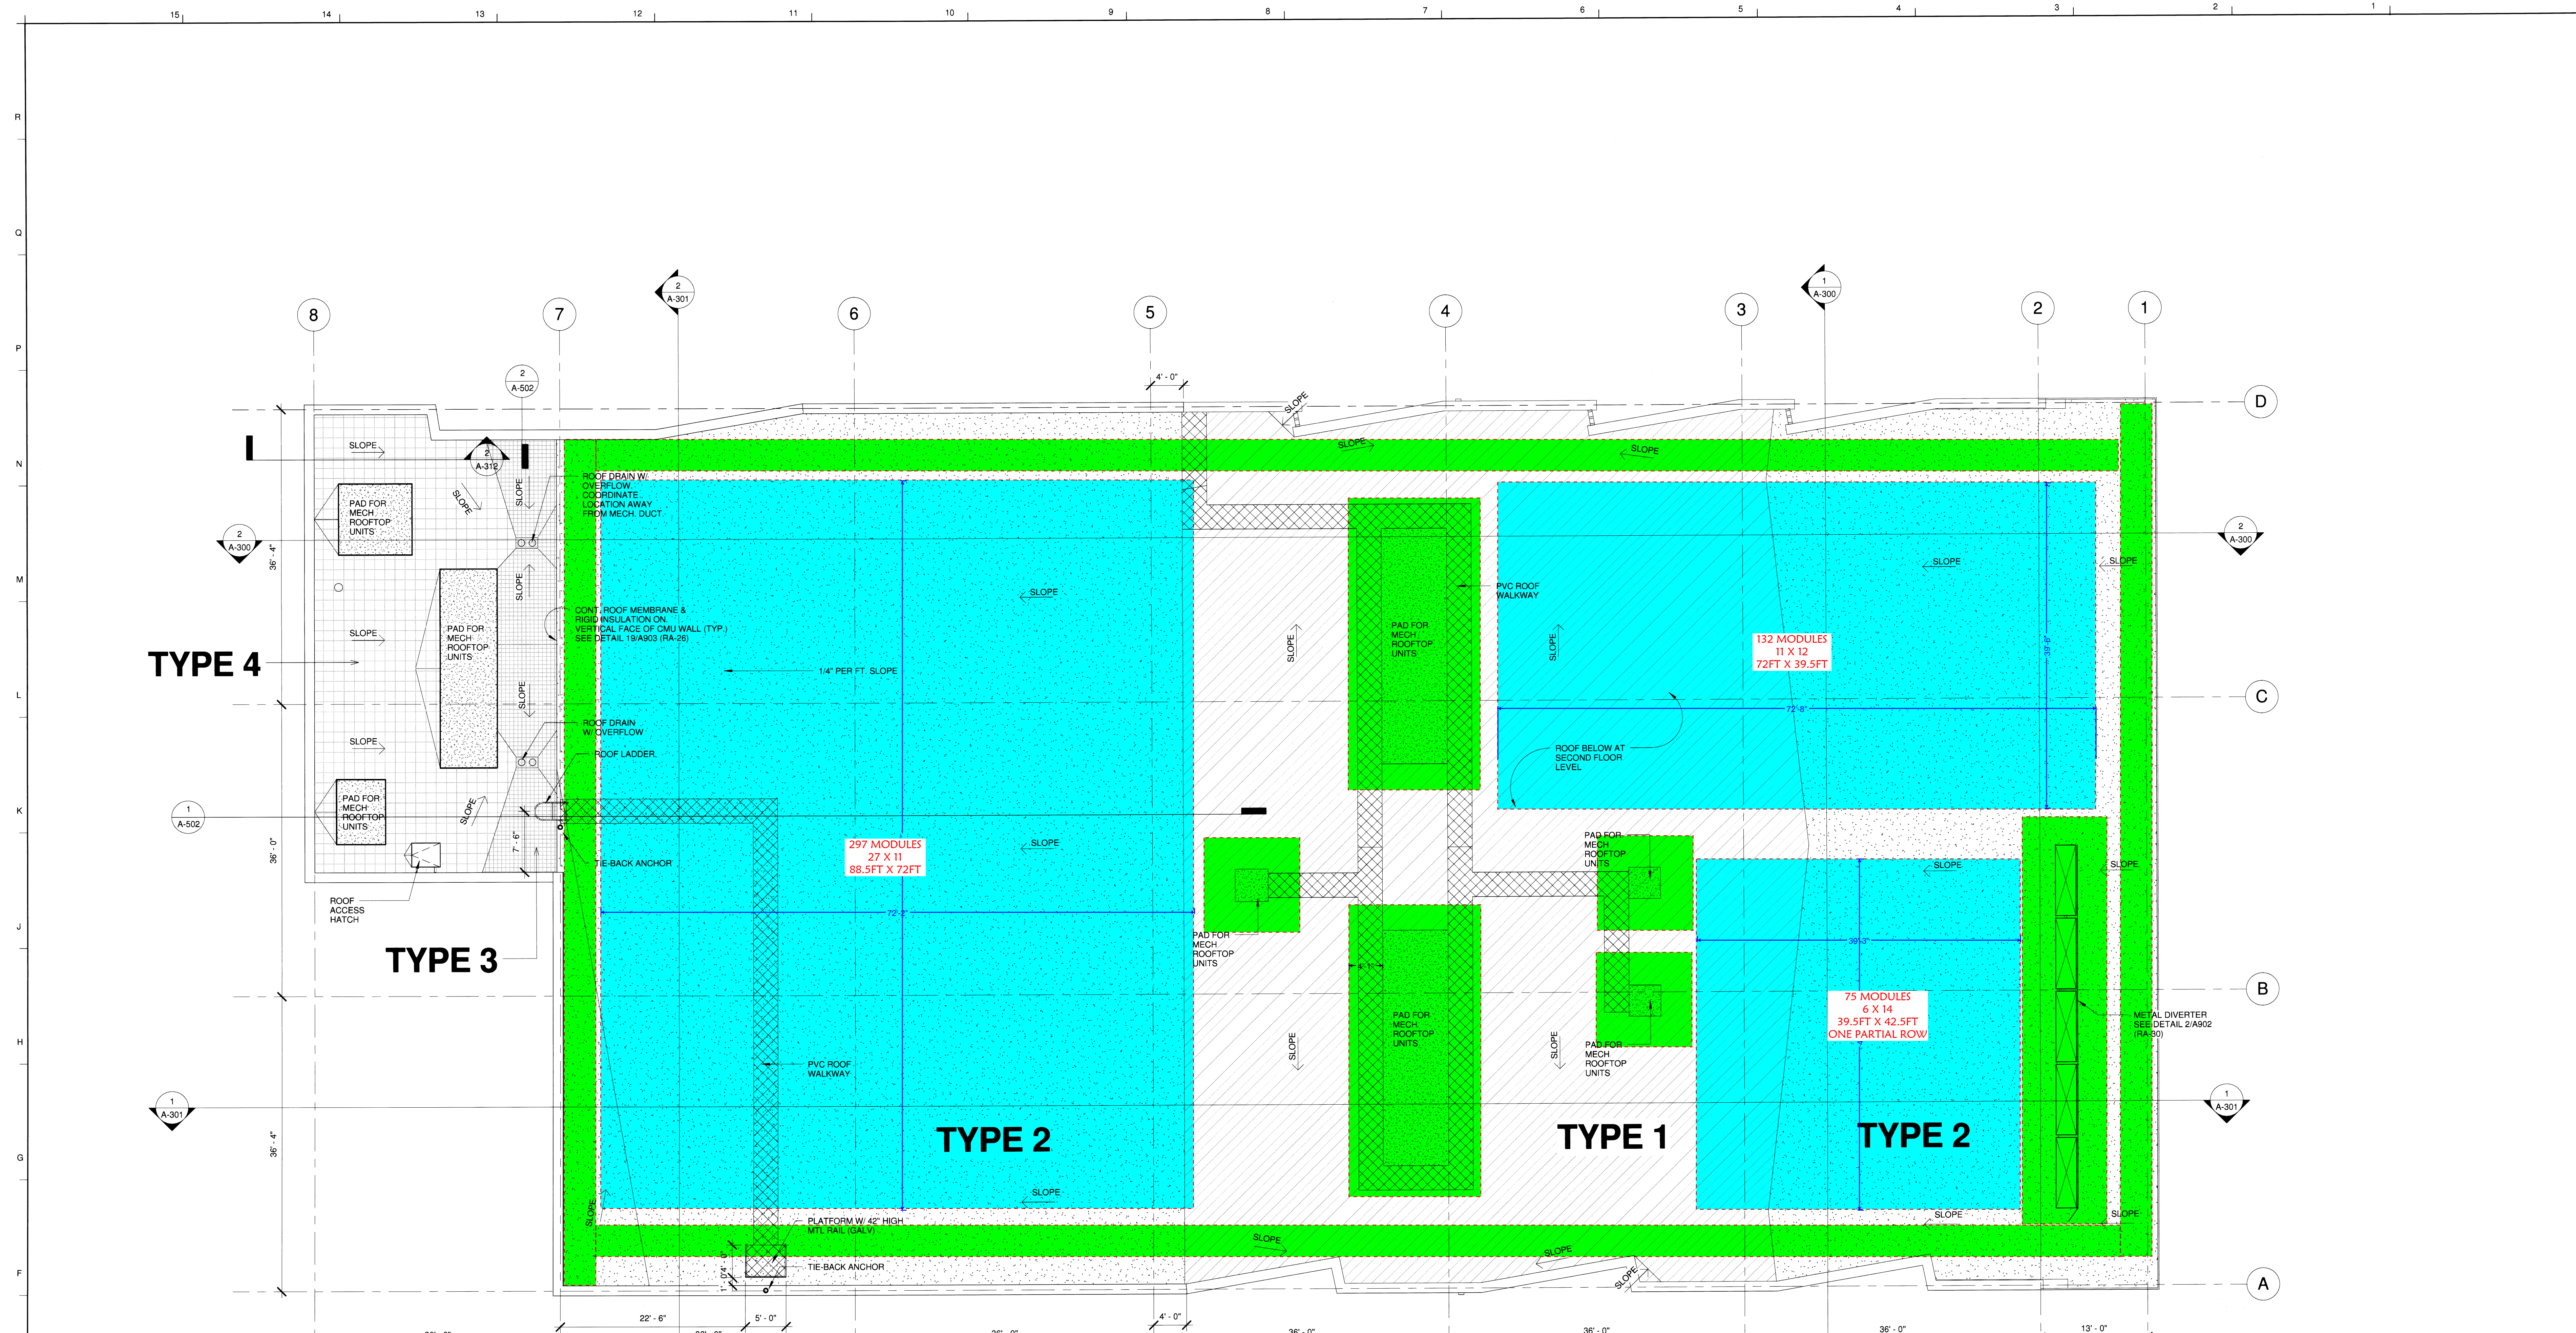 15 14 13 12 11 10 9 8 7 6 5 4 3 2 1
R
Q
P
N
M
L
K
J
H
G
F
8
7
6
5
4
3
2
1
D
C
B
A
2
A-301
1
A-300
2
A-502
2
A-312
2
A-300
2
A-300
1
A-502
1
A-301
1
A-301
4' - 0"
36' - 4"
36' - 0"
36' - 4"
7' - 6"
SLOPE
SLOPE
SLOPE
SLOPE
SLOPE
SLOPE
SLOPE
SLOPE
SLOPE
PAD FOR
MECH
ROOFTOP
UNITS
PAD FOR
MECH
ROOFTOP
UNITS
PAD FOR
MECH
ROOFTOP
UNITS
ROOF DRAIN W/
OVERFLOW.
COORDINATE
LOCATION AWAY
FROM MECH. DUCT.
CONT. ROOF MEMBRANE &
RIGID INSULATION ON
VERTICAL FACE OF CMU WALL (TYP.)
SEE DETAIL 19/A903 (RA-26)
TYPE 4
1/4" PER FT. SLOPE
ROOF DRAIN
W/ OVERFLOW
ROOF LADDER.
TIE-BACK ANCHOR
ROOF
ACCESS
HATCH
TYPE 3
297 MODULES
27 X 11
88.5FT X 72FT
72'-2"
SLOPE
SLOPE
SLOPE
SLOPE
PVC ROOF
WALKWAY
TYPE 2
PLATFORM W/ 42" HIGH
MTL RAIL (GALV)
TIE-BACK ANCHOR
SLOPE
SLOPE
SLOPE
SLOPE
SLOPE
PVC ROOF
WALKWAY
PAD FOR
MECH
ROOFTOP
UNITS
132 MODULES
11 X 12
72FT X 39.5FT
39'-8"
72'-8"
SLOPE
SLOPE
ROOF BELOW AT
SECOND FLOOR
LEVEL
PAD FOR
MECH
ROOFTOP
UNITS
PAD FOR
MECH
ROOFTOP
UNITS
4'-1"
PAD FOR
MECH
ROOFTOP
UNITS
PAD FOR
MECH
ROOFTOP
UNITS
SLOPE
SLOPE
39'-3"
75 MODULES
6 X 14
39.5FT X 42.5FT
ONE PARTIAL ROW
METAL DIVERTER
SEE DETAIL 2/A902
(RA-30)
SLOPE
SLOPE
TYPE 1
TYPE 2
SLOPE
SLOPE
SLOPE
SLOPE
SLOPE
22' - 6"
5' - 0"
4' - 0"
36' - 0"
36' - 0"
36' - 0"
13' - 0"